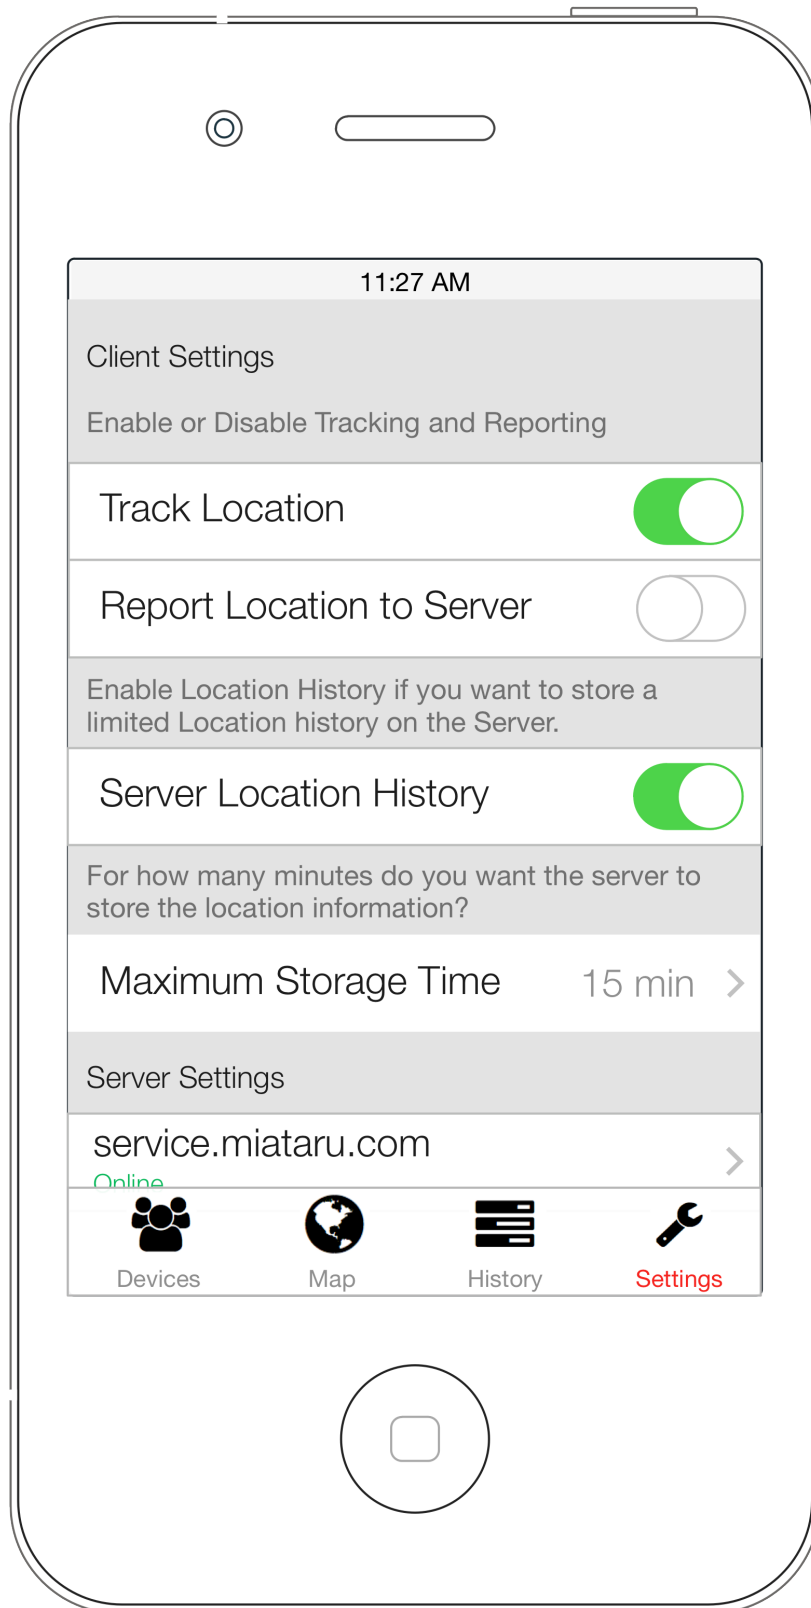 11:27 AM
Client Settings
Enable or Disable Tracking and Reporting
Track Location
Report Location to Server
Enable Location History if you want to store a
limited Location history on the Server.
Server Location History
For how many minutes do you want the server to
store the location information?
Maximum Storage Time 15 min
Server Settings
service.miataru.com
Online
Devices Map History Settings